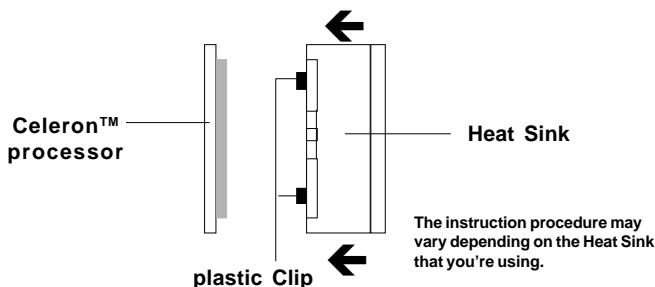 Celeron™
processor
Heat Sink
The instruction procedure may
vary depending on the Heat Sink
that you're using.
plastic Clip